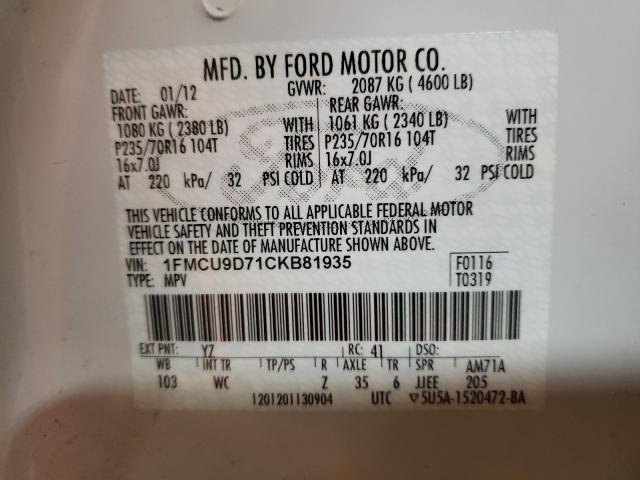 MFD. BY FORD MOTOR CO.
DATE: 01/12 GVWR: 2087 KG ( 4600 LB)
FRONT GAWR: REAR GAWR:
1080 KG ( 2380 LB) WITH 1061 KG ( 2340 LB) WITH
P235/70R16 104T TIRES P235/70R16 104T TIRES
16x7.0J RIMS 16x7.0J RIMS
AT 220 kPa/ 32 PSI COLD AT 220 kPa/ 32 PSI COLD
THIS VEHICLE CONFORMS TO ALL APPLICABLE FEDERAL MOTOR
VEHICLE SAFETY AND THEFT PREVENTION STANDARDS IN
EFFECT ON THE DATE OF MANUFACTURE SHOWN ABOVE.
VIN: 1FMCU9D71CKB81935 F0116
TYPE: MPV T0319
EXT PNT: YZ RC: 41 DSO:
WB INT TR TP/PS R AXLE TR SPR AM71A
103 WC Z 35 6 JJEE 205
1201201130904 UTC ▽5U5A-1520472-BA